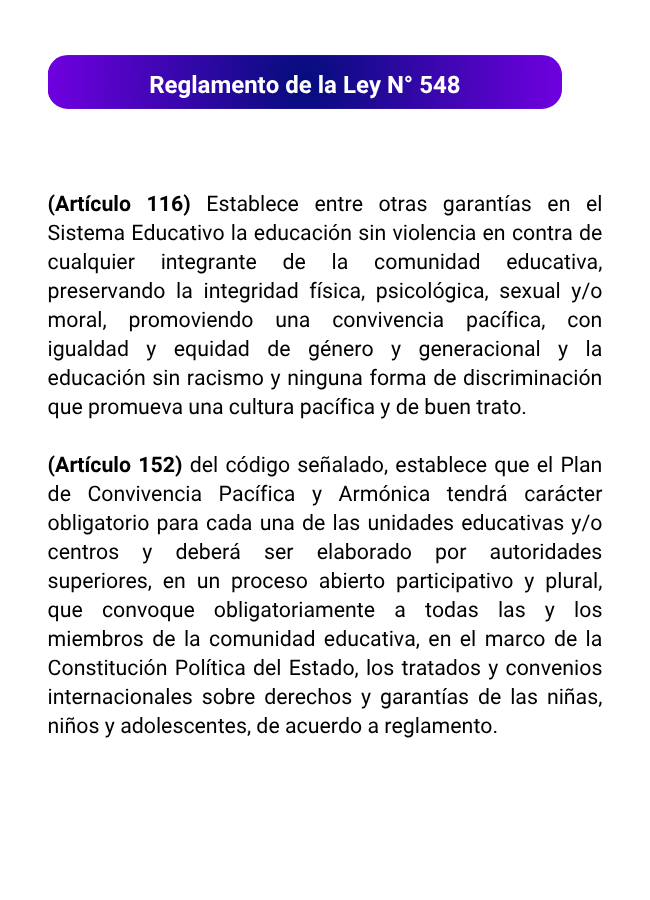 Reglamento de la Ley N° 548
(Artículo 116) Establece entre otras garantías en el
Sistema Educativo la educación sin violencia en contra de
cualquier integrante de la comunidad educativa,
preservando la integridad física, psicológica, sexual y/o
moral, promoviendo una convivencia pacífica, con
igualdad y equidad de género y generacional y la
educación sin racismo y ninguna forma de discriminación
que promueva una cultura pacífica y de buen trato.
(Artículo 152) del código señalado, establece que el Plan
de Convivencia Pacífica y Armónica tendrá carácter
obligatorio para cada una de las unidades educativas y/o
centros y deberá ser elaborado por autoridades
superiores, en un proceso abierto participativo y plural,
que convoque obligatoriamente a todas las y los
miembros de la comunidad educativa, en el marco de la
Constitución Política del Estado, los tratados y convenios
internacionales sobre derechos y garantías de las niñas,
niños y adolescentes, de acuerdo a reglamento.